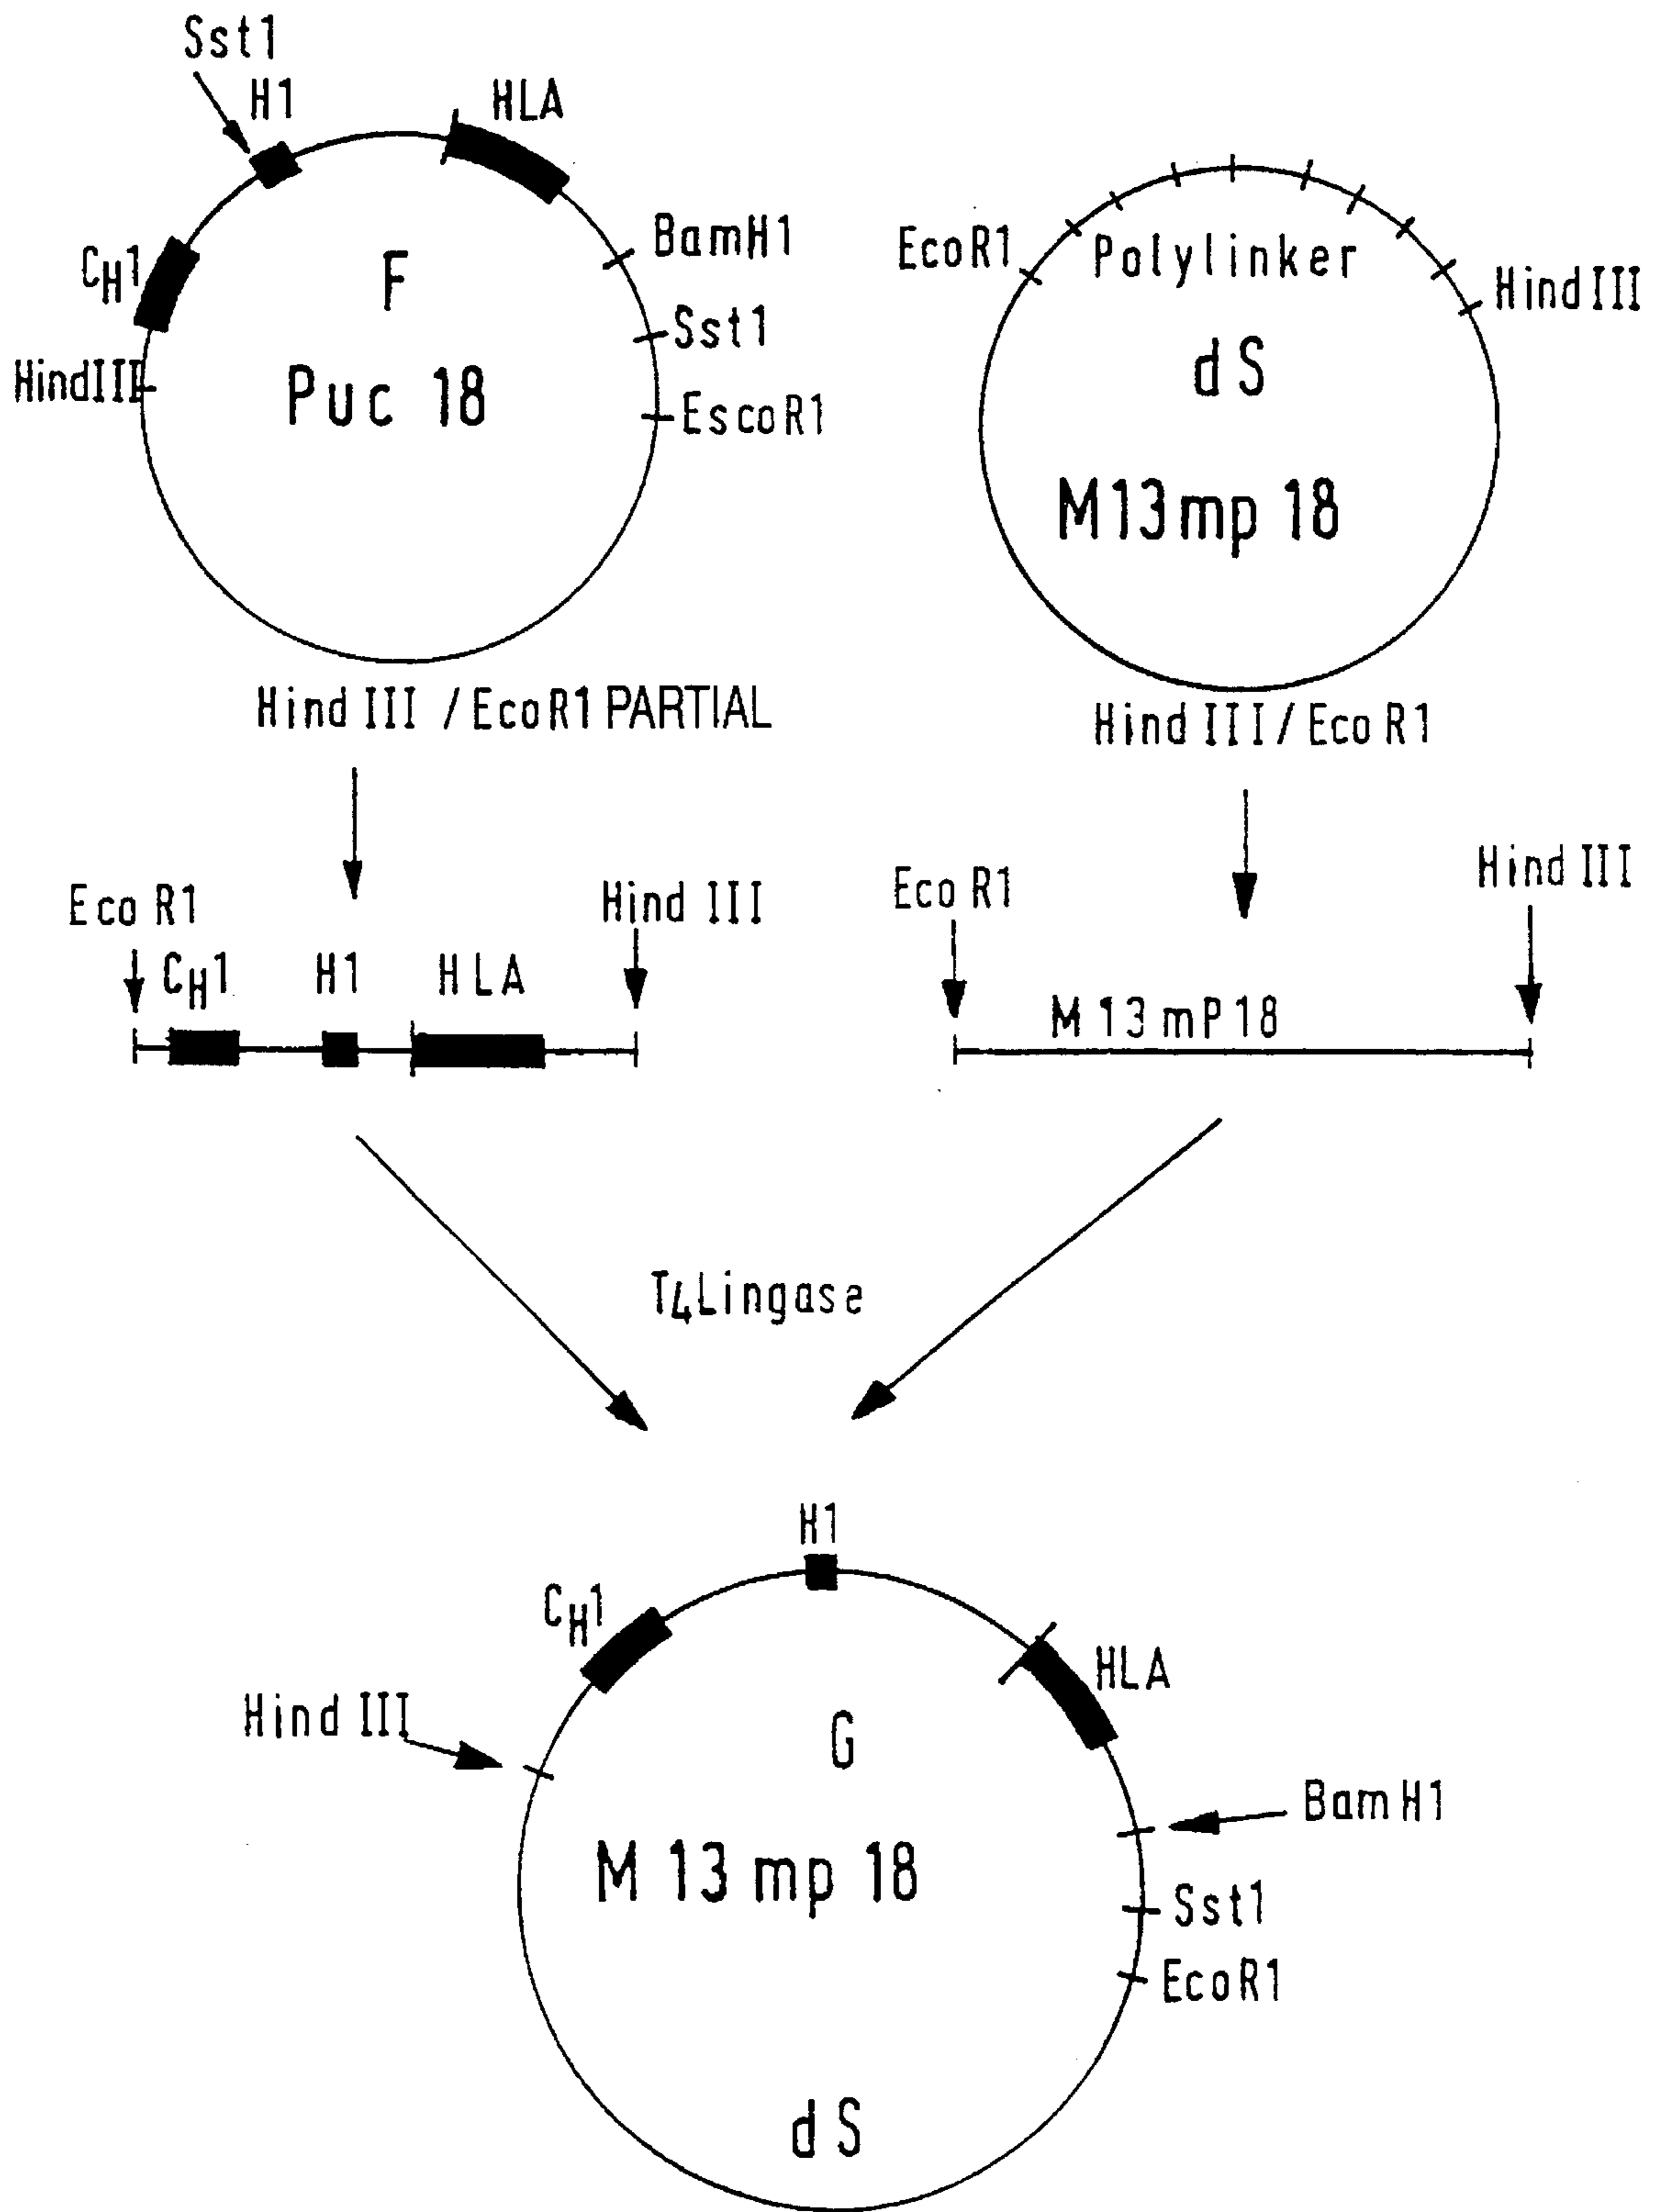 Sst1
H1
HLA
CH1
F
BamH1
Sst1
HindIII
Puc 18
EscoR1
EcoR1
Polylinker
HindIII
dS
M13mp 18
Hind III / EcoR1 PARTIAL
Hind III / Eco R1
Eco R1
Hind III
CH1
H1
HLA
Eco R1
Hind III
M 13 mP 18
T4Lingase
H1
CH1
HLA
Hind III
G
BamH1
M 13 mp 18
Sst1
EcoR1
dS